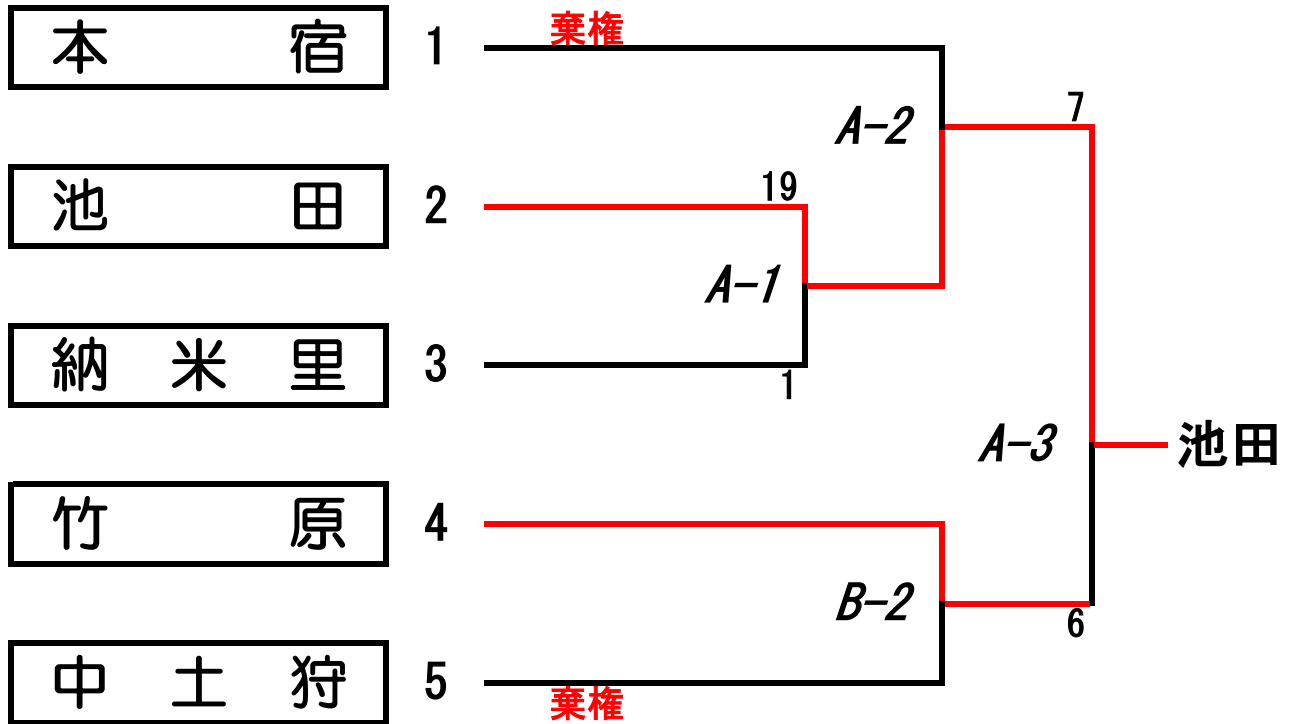 本宿 1 棄権
A-2 7
池田 2 19
A-1
納米里 3 1
A-3 池田
竹原 4
B-2 6
中土狩 5 棄権